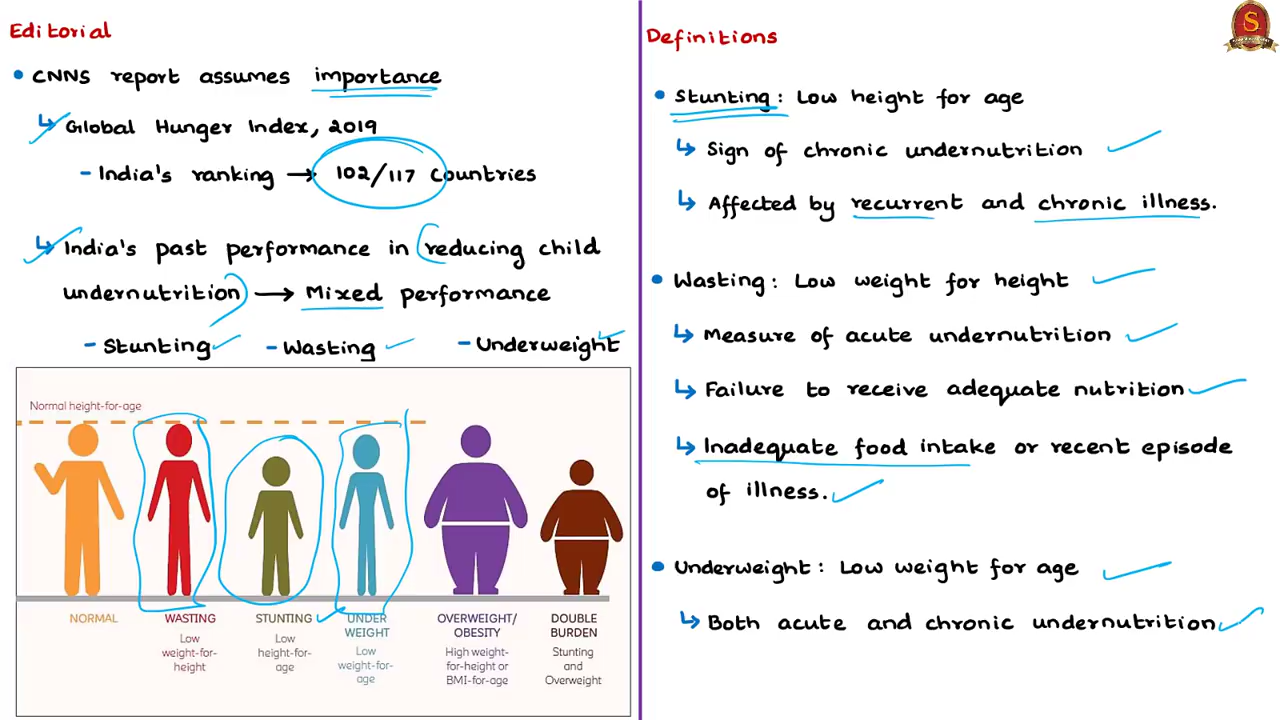 Editorial
CNNS report assumes importance
Global Hunger Index, 2019
- India's ranking → 102/117 Countries
India's past performance in (reducing child
undernutrition) → Mixed performance
- Stunting - Wasting - Underweight
Normal height-for-age
NORMAL
WASTING
Low
weight-for-
height
STUNTING
Low
height-for-
age
UNDER
WEIGHT
Low
weight-for-
age
OVERWEIGHT/
OBESITY
High weight-
for-height or
BMI-for-age
DOUBLE
BURDEN
Stunting
and
Overweight
Definitions
Stunting: Low height for age
Sign of chronic undernutrition
Affected by recurrent and chronic illness.
Wasting: Low weight for height
Measure of acute undernutrition
Failure to receive adequate nutrition
Inadequate food intake or recent episode
of illness.
Underweight: Low weight for age
Both acute and chronic undernutrition
S